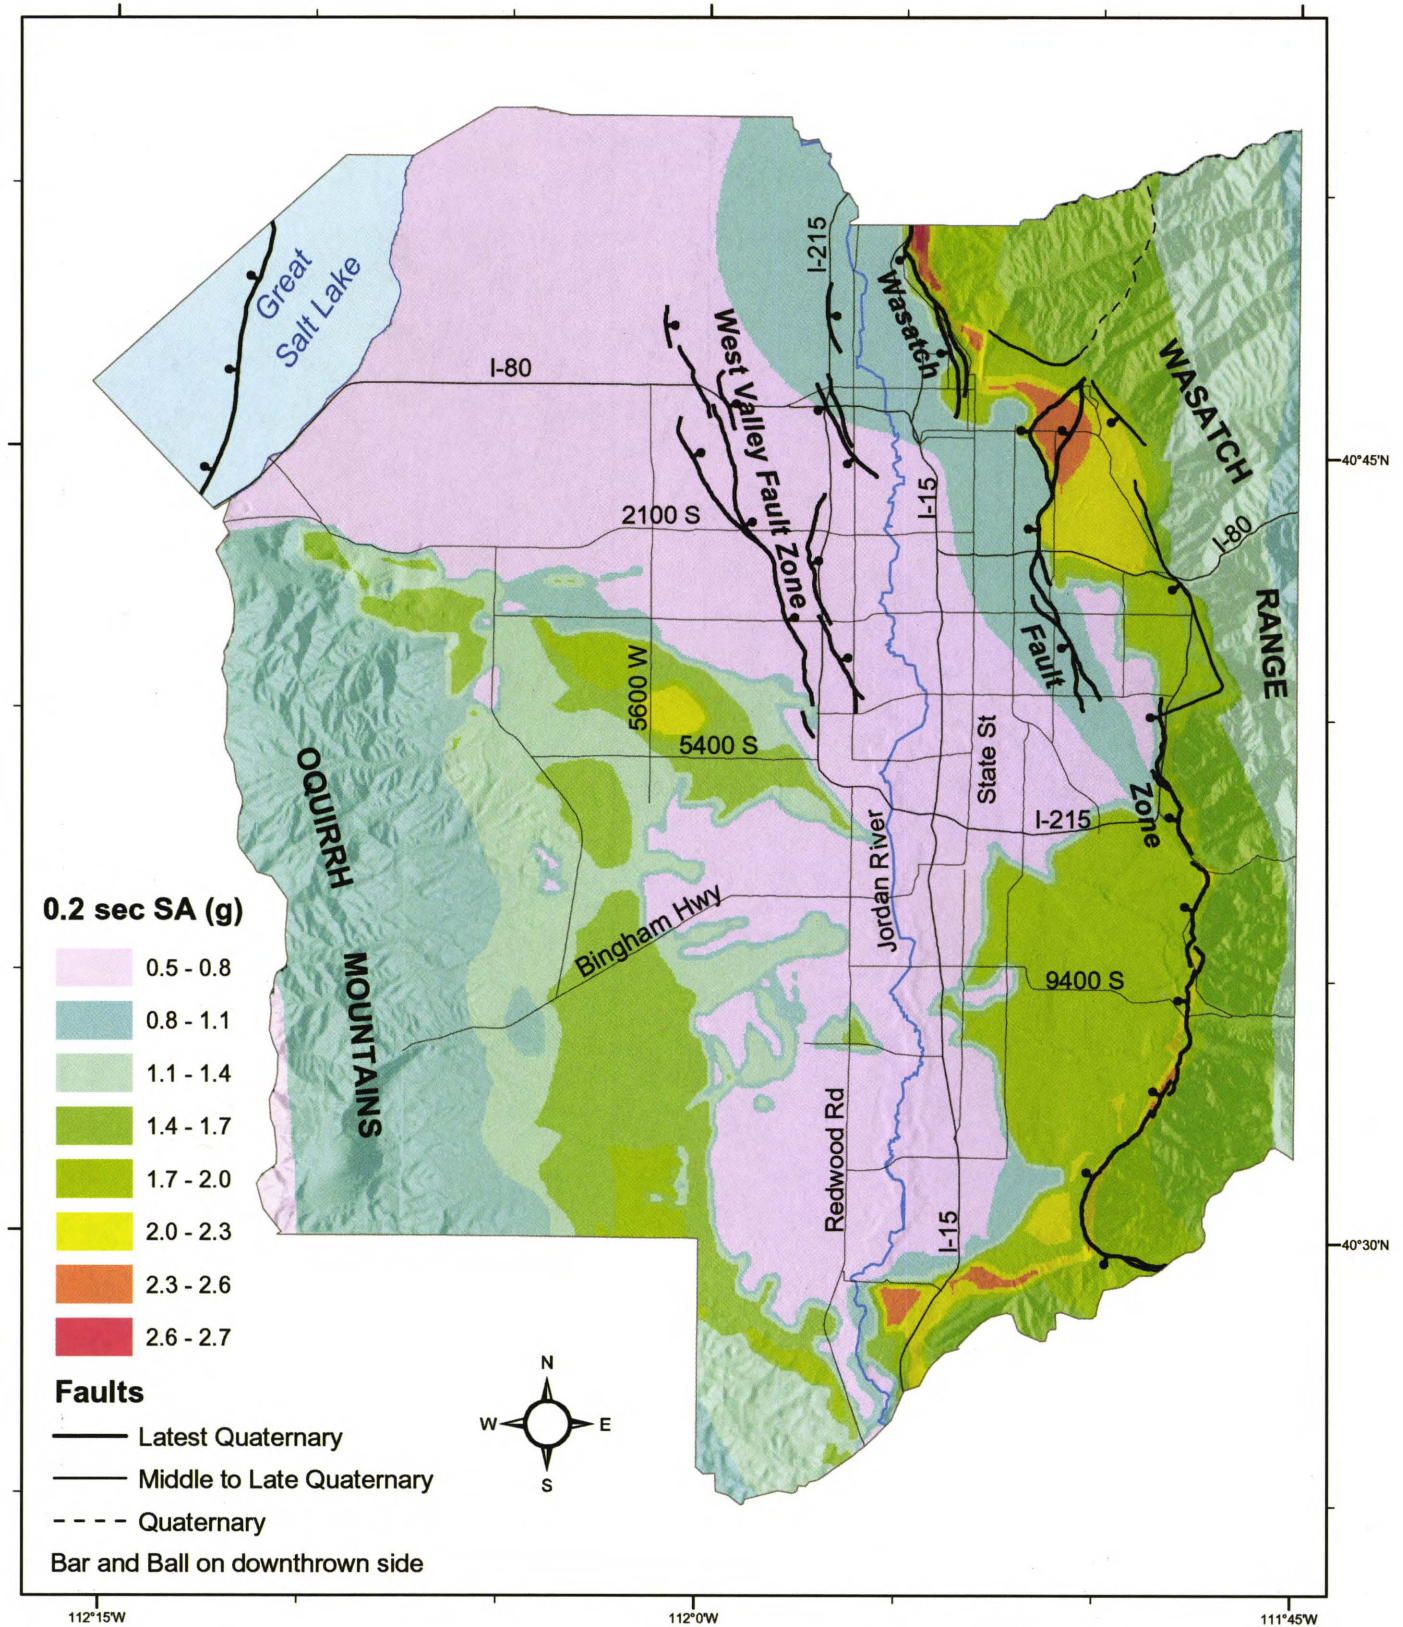 Great
Salt Lake
I-80
West Valley Fault Zone
I-215
Wasatch
WASATCH
RANGE
40°45'N
I-80
I-15
2100 S
Fault
5600 W
5400 S
State St
Zone
I-215
OQUIRRH
MOUNTAINS
Jordan River
Bingham Hwy
9400 S
Redwood Rd
I-15
40°30'N
0.2 sec SA (g)
0.5 - 0.8
0.8 - 1.1
1.1 - 1.4
1.4 - 1.7
1.7 - 2.0
2.0 - 2.3
2.3 - 2.6
2.6 - 2.7
Faults
Latest Quaternary
Middle to Late Quaternary
Quaternary
Bar and Ball on downthrown side
N
W E
S
112°15'W 112°0'W 111°45'W